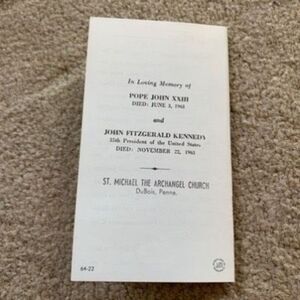 In Loving Memory of
POPE JOHN XXIII
DIED: JUNE 3, 1963
and
JOHN FITZGERALD KENNEDY
35th President of the United States
DIED: NOVEMBER 22, 1963
ST. MICHAEL THE ARCHANGEL CHURCH
DuBois, Penna.
64-22